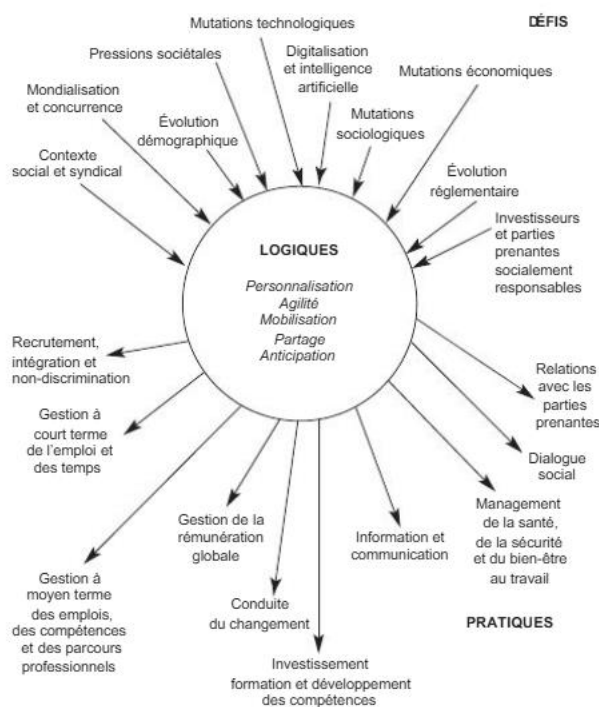 Mutations technologiques
DÉFIS
Pressions sociétales
Digitalisation
et intelligence
artificielle
Mutations économiques
Mondialisation
et concurrence
Évolution
démographique
Mutations
sociologiques
Contexte
social et syndical
Évolution
réglementaire
Investisseurs
et parties
prenantes
socialement
responsables
LOGIQUES
Personnalisation
Agilité
Mobilisation
Partage
Anticipation
Recrutement,
intégration et
non-discrimination
Gestion à
court terme
de l'emploi et
des temps
Gestion à
moyen terme
des emplois,
des compétences
et des parcours
professionnels
Gestion de la
rémunération
globale
Conduite
du changement
Investissement
formation et développement
des compétences
Information et
communication
Management
de la santé,
de la sécurité
et du bien-être
au travail
Dialogue
social
Relations
avec les
parties
prenantes
PRATIQUES